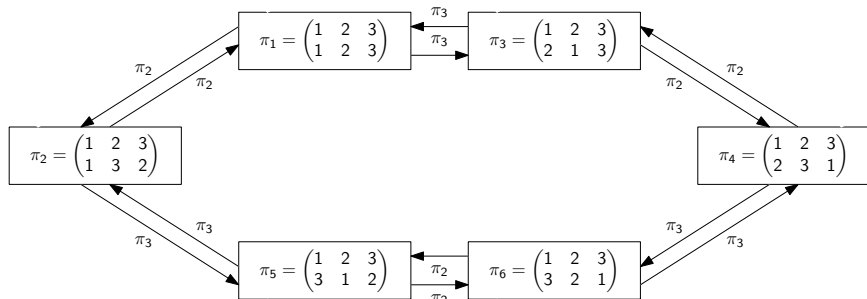 π₃
π₁ = (1 2 3
1 2 3)
π₃
π₃ = (1 2 3
2 1 3)
π₂
π₂
π₂
π₂
π₂ = (1 2 3
1 3 2)
π₄ = (1 2 3
2 3 1)
π₃
π₃
π₃
π₃
π₅ = (1 2 3
3 1 2)
π₂
π₆ = (1 2 3
3 2 1)